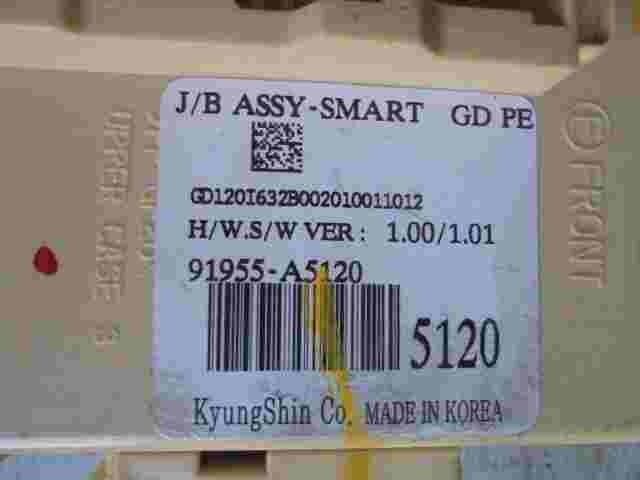 J/B ASSY-SMART GD PE
GD120I632B002010011012
H/W.S/W VER: 1.00/1.01
91955-A5120
5120
KyungShin Co. MADE IN KOREA
UPPER CASE
FRONT